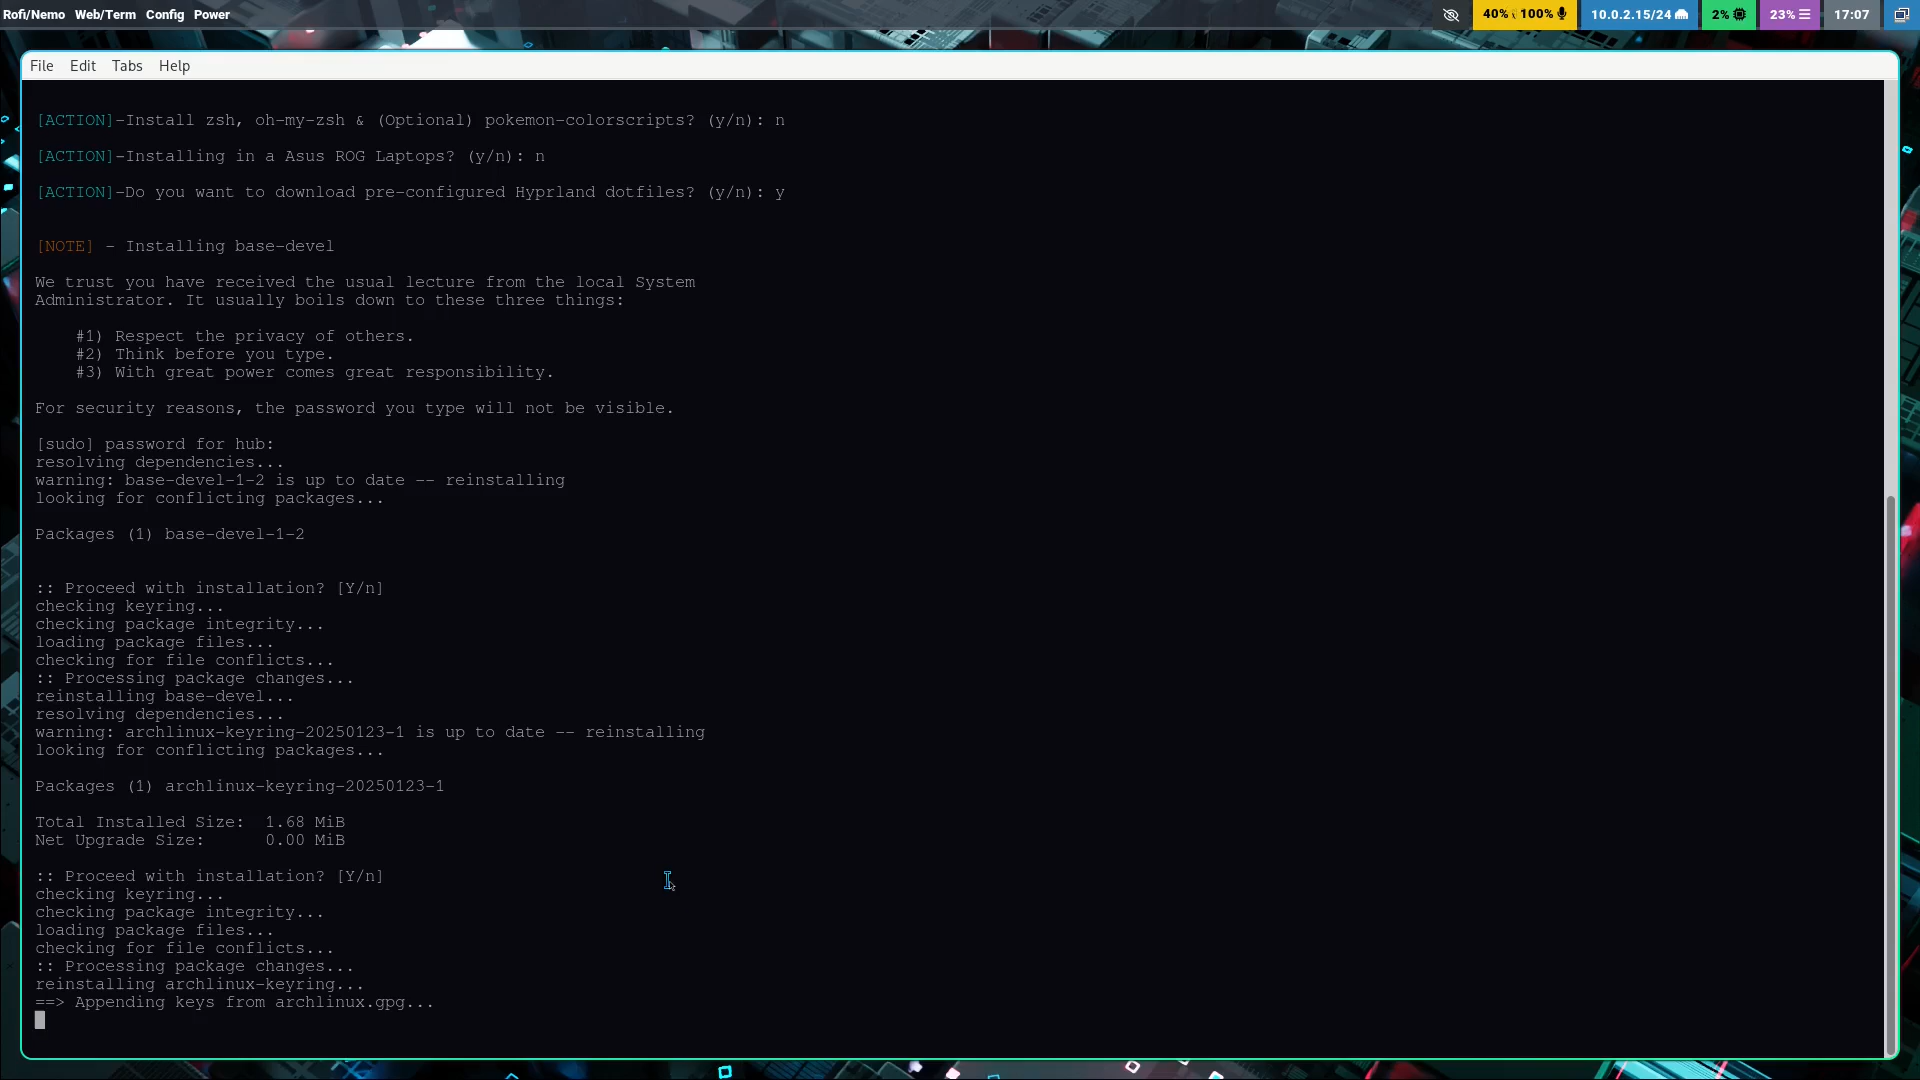 Rofi/Nemo Web/Term Config Power 40% 100% 10.0.2.15/24 2% 23% 17:07
File Edit Tabs Help
[ACTION]-Install zsh, oh-my-zsh & (Optional) pokemon-colorscripts? (y/n): n
[ACTION]-Installing in a Asus ROG Laptops? (y/n): n
[ACTION]-Do you want to download pre-configured Hyprland dotfiles? (y/n): y
[NOTE] - Installing base-devel
We trust you have received the usual lecture from the local System
Administrator. It usually boils down to these three things:
#1) Respect the privacy of others.
#2) Think before you type.
#3) With great power comes great responsibility.
For security reasons, the password you type will not be visible.
[sudo] password for hub:
resolving dependencies...
warning: base-devel-1-2 is up to date -- reinstalling
looking for conflicting packages...
Packages (1) base-devel-1-2
:: Proceed with installation? [Y/n]
checking keyring...
checking package integrity...
loading package files...
checking for file conflicts...
:: Processing package changes...
reinstalling base-devel...
resolving dependencies...
warning: archlinux-keyring-20250123-1 is up to date -- reinstalling
looking for conflicting packages...
Packages (1) archlinux-keyring-20250123-1
Total Installed Size: 1.68 MiB
Net Upgrade Size: 0.00 MiB
:: Proceed with installation? [Y/n]
checking keyring...
checking package integrity...
loading package files...
checking for file conflicts...
:: Processing package changes...
reinstalling archlinux-keyring...
==> Appending keys from archlinux.gpg...